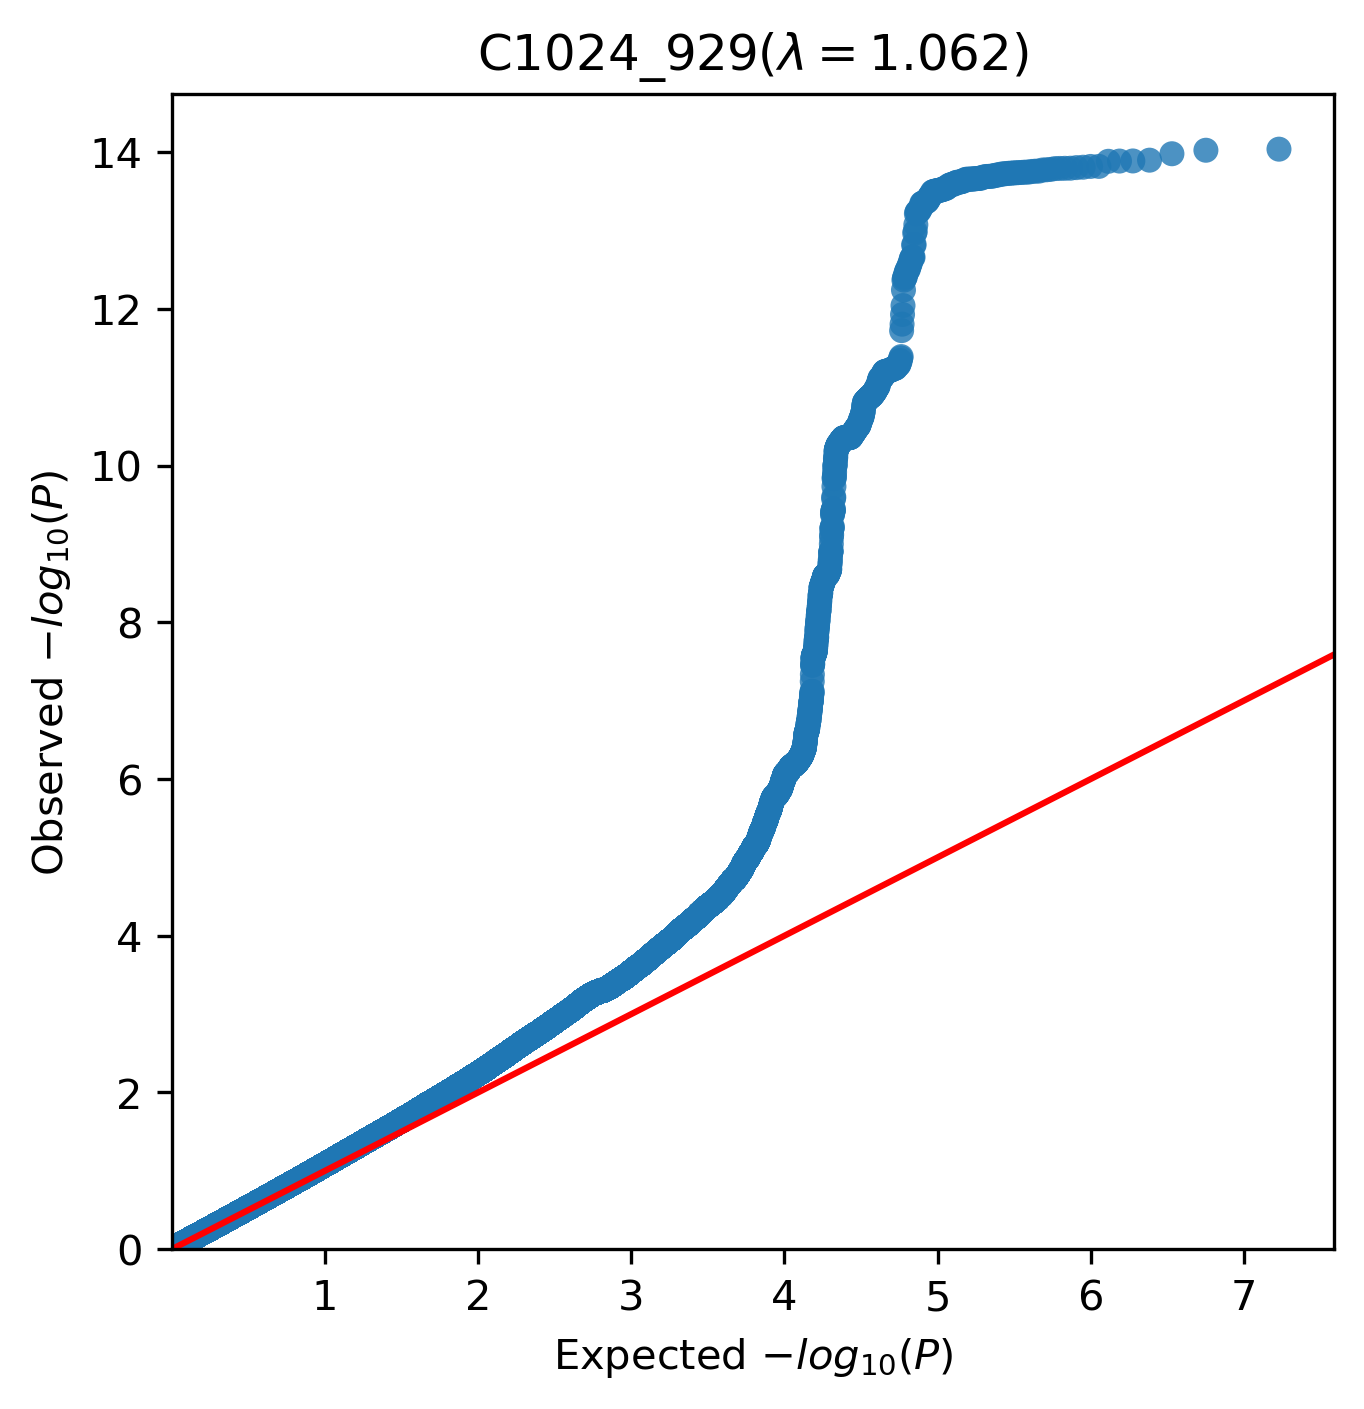 C1024_929(λ = 1.062)
Observed −log₁₀(P)
14
12
10
8
6
4
2
0
1 2 3 4 5 6 7
Expected −log₁₀(P)